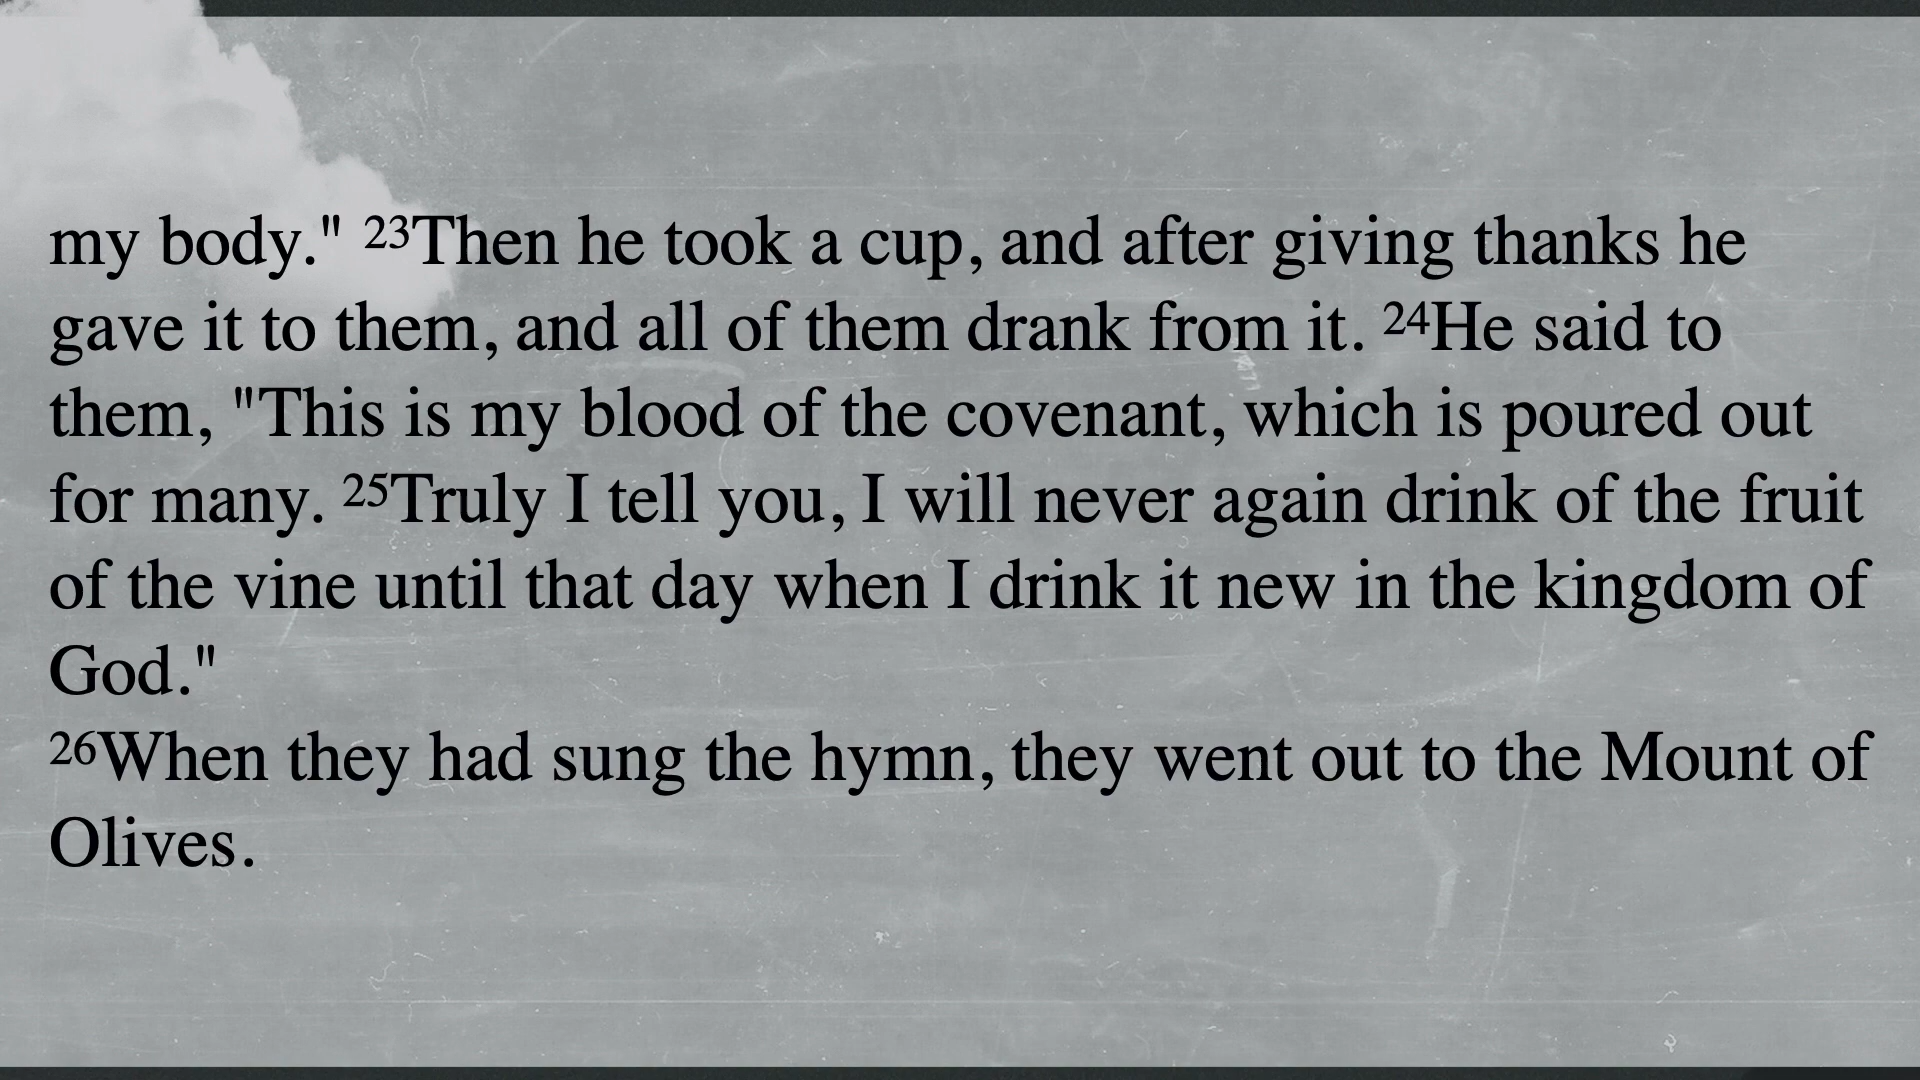 my body." ²³Then he took a cup, and after giving thanks he
gave it to them, and all of them drank from it. ²⁴He said to
them, "This is my blood of the covenant, which is poured out
for many. ²⁵Truly I tell you, I will never again drink of the fruit
of the vine until that day when I drink it new in the kingdom of
God."
²⁶When they had sung the hymn, they went out to the Mount of
Olives.